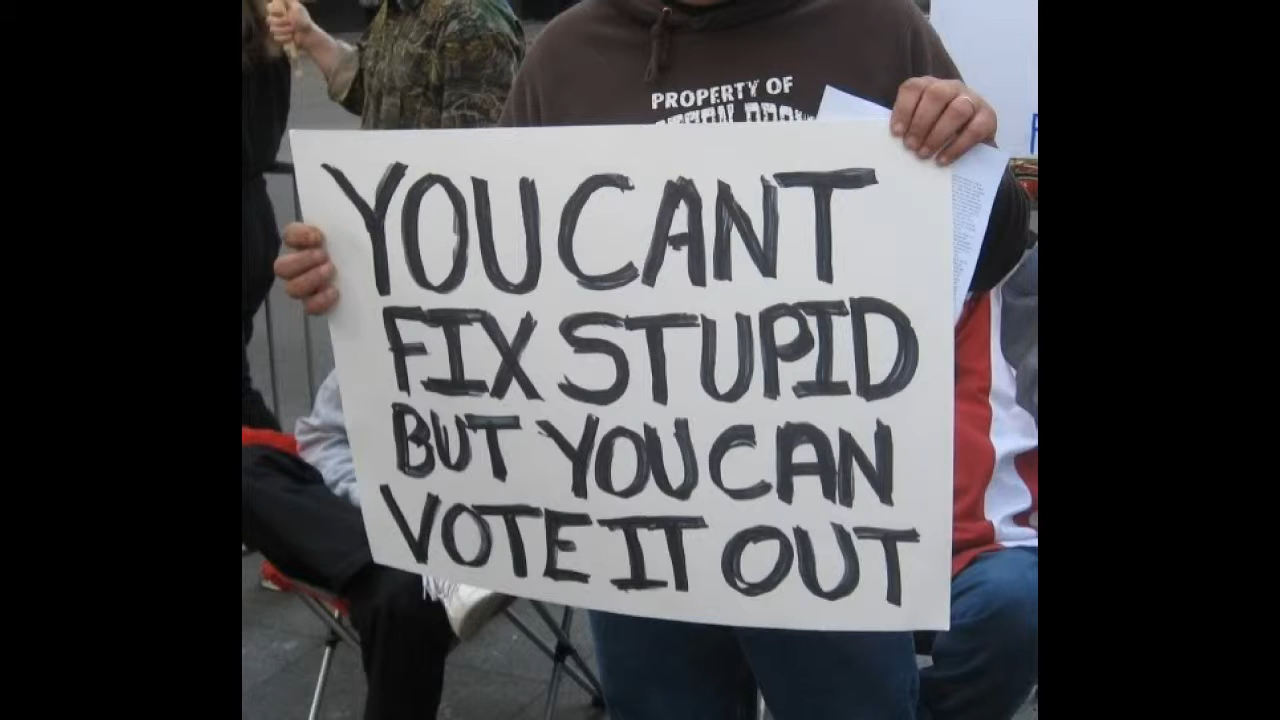 PROPERTY OF
YOU CANT
FIX STUPID
BUT YOU CAN
VOTE IT OUT